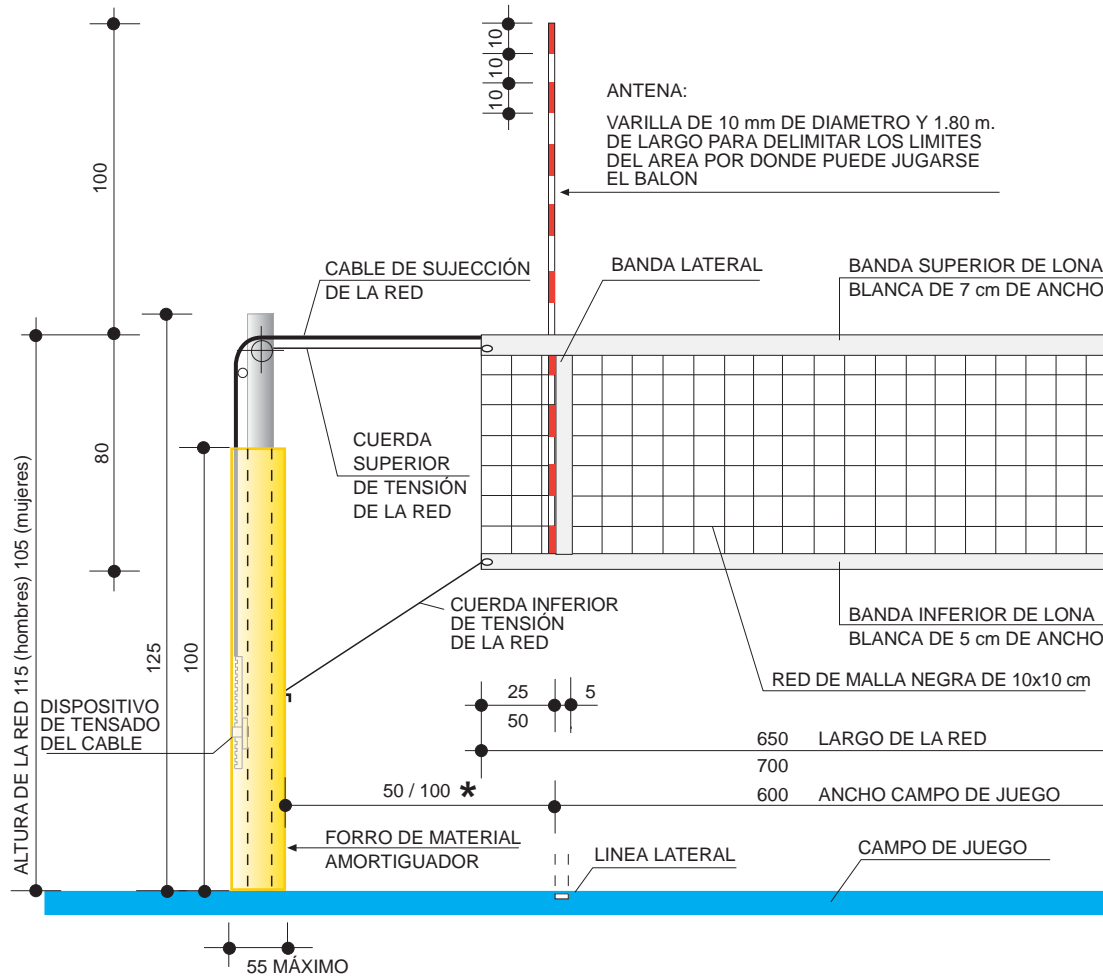 10
10
10
ANTENA:
VARILLA DE 10 mm DE DIAMETRO Y 1.80 m.
DE LARGO PARA DELIMITAR LOS LIMITES
DEL AREA POR DONDE PUEDE JUGARSE
EL BALON
100
CABLE DE SUJECCIÓN
DE LA RED
BANDA LATERAL
BANDA SUPERIOR DE LONA
BLANCA DE 7 cm DE ANCHO
80
CUERDA
SUPERIOR
DE TENSIÓN
DE LA RED
ALTURA DE LA RED 115 (hombres) 105 (mujeres)
125
100
CUERDA INFERIOR
DE TENSIÓN
DE LA RED
BANDA INFERIOR DE LONA
BLANCA DE 5 cm DE ANCHO
RED DE MALLA NEGRA DE 10x10 cm
DISPOSITIVO
DE TENSADO
DEL CABLE
25 5
50
650 LARGO DE LA RED
700
50 / 100 *
600 ANCHO CAMPO DE JUEGO
FORRO DE MATERIAL
AMORTIGUADOR
LINEA LATERAL
CAMPO DE JUEGO
55 MÁXIMO